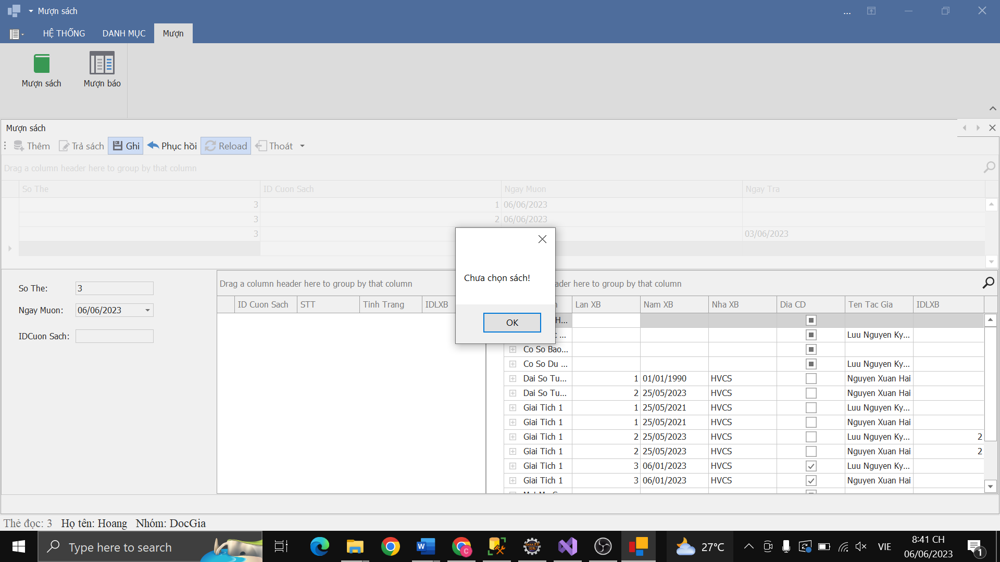 Mượn sách
...
HỆ THỐNG DANH MỤC Mượn
Mượn sách Mượn báo
Mượn sách
Thêm Trả sách Ghi Phục hồi Reload Thoát
Drag a column header here to group by that column
So The ID Cuon Sach Ngay Muon Ngay Tra
3 1 06/06/2023
3 2 06/06/2023
3 03/06/2023
Chưa chọn sách!
OK
So The: 3
Ngay Muon: 06/06/2023
IDCuon Sach:
Drag a column header here to group by that column
ID Cuon Sach STT Tinh Trang IDLXB
ader here to group by that column
Lan XB Nam XB Nha XB Dia CD Ten Tac Gia IDLXB
H...
c ... Luu Nguyen Ky...
Co So Bao...
Co So Du ... Luu Nguyen Ky...
Dai So Tu... 1 01/01/1990 HVCS Nguyen Xuan Hai
Dai So Tu... 2 25/05/2023 HVCS Nguyen Xuan Hai
Giai Tich 1 1 25/05/2021 HVCS Luu Nguyen Ky...
Giai Tich 1 1 25/05/2021 HVCS Nguyen Xuan Hai
Giai Tich 1 2 25/05/2023 HVCS Luu Nguyen Ky... 2
Giai Tich 1 2 25/05/2023 HVCS Nguyen Xuan Hai 2
Giai Tich 1 3 06/01/2023 HVCS Luu Nguyen Ky...
Giai Tich 1 3 06/01/2023 HVCS Nguyen Xuan Hai
Thẻ đọc: 3 Họ tên: Hoang Nhóm: DocGia
Type here to search
27°C
VIE
8:41 CH
06/06/2023
1